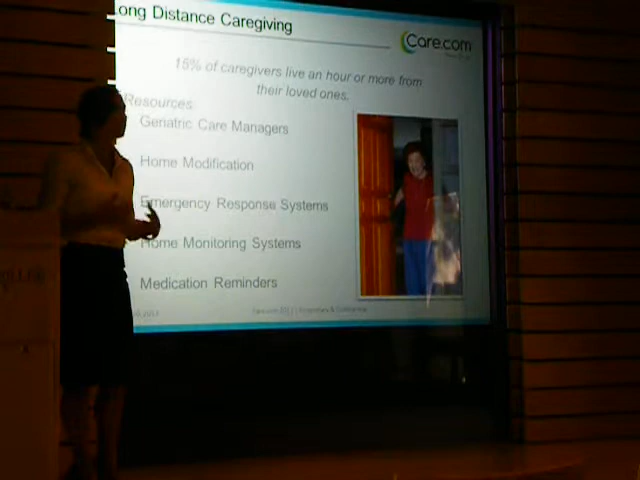 ong Distance Caregiving
Care.com
15% of caregivers live an hour or more from
their loved ones.
Resources:
Geriatric Care Managers
Home Modification
Emergency Response Systems
Home Monitoring Systems
Medication Reminders